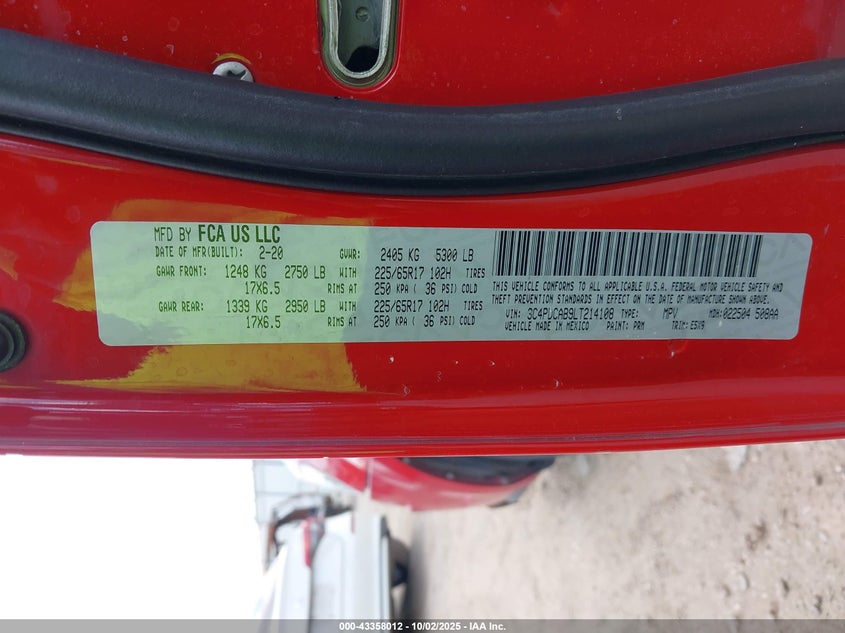 MFD BY FCA US LLC
DATE OF MFR(BUILT): 2-20 GVWR: 2405 KG 5300 LB
GAWR FRONT: 1248 KG 2750 LB WITH 225/65R17 102H TIRES
17X6.5 RIMS AT 250 KPA ( 36 PSI) COLD
GAWR REAR: 1339 KG 2950 LB WITH 225/65R17 102H TIRES
17X6.5 RIMS AT 250 KPA ( 36 PSI) COLD
THIS VEHICLE CONFORMS TO ALL APPLICABLE U.S.A. FEDERAL MOTOR VEHICLE SAFETY AND
THEFT PREVENTION STANDARDS IN EFFECT ON THE DATE OF MANUFACTURE SHOWN ABOVE.
VIN: 3C4PDCAB9LT214108 TYPE: MPV MDH: 022504 508AA
VEHICLE MADE IN MEXICO PAINT: PRM TRIM: E5X9
000-43358012 - 10/02/2025 - IAA Inc.